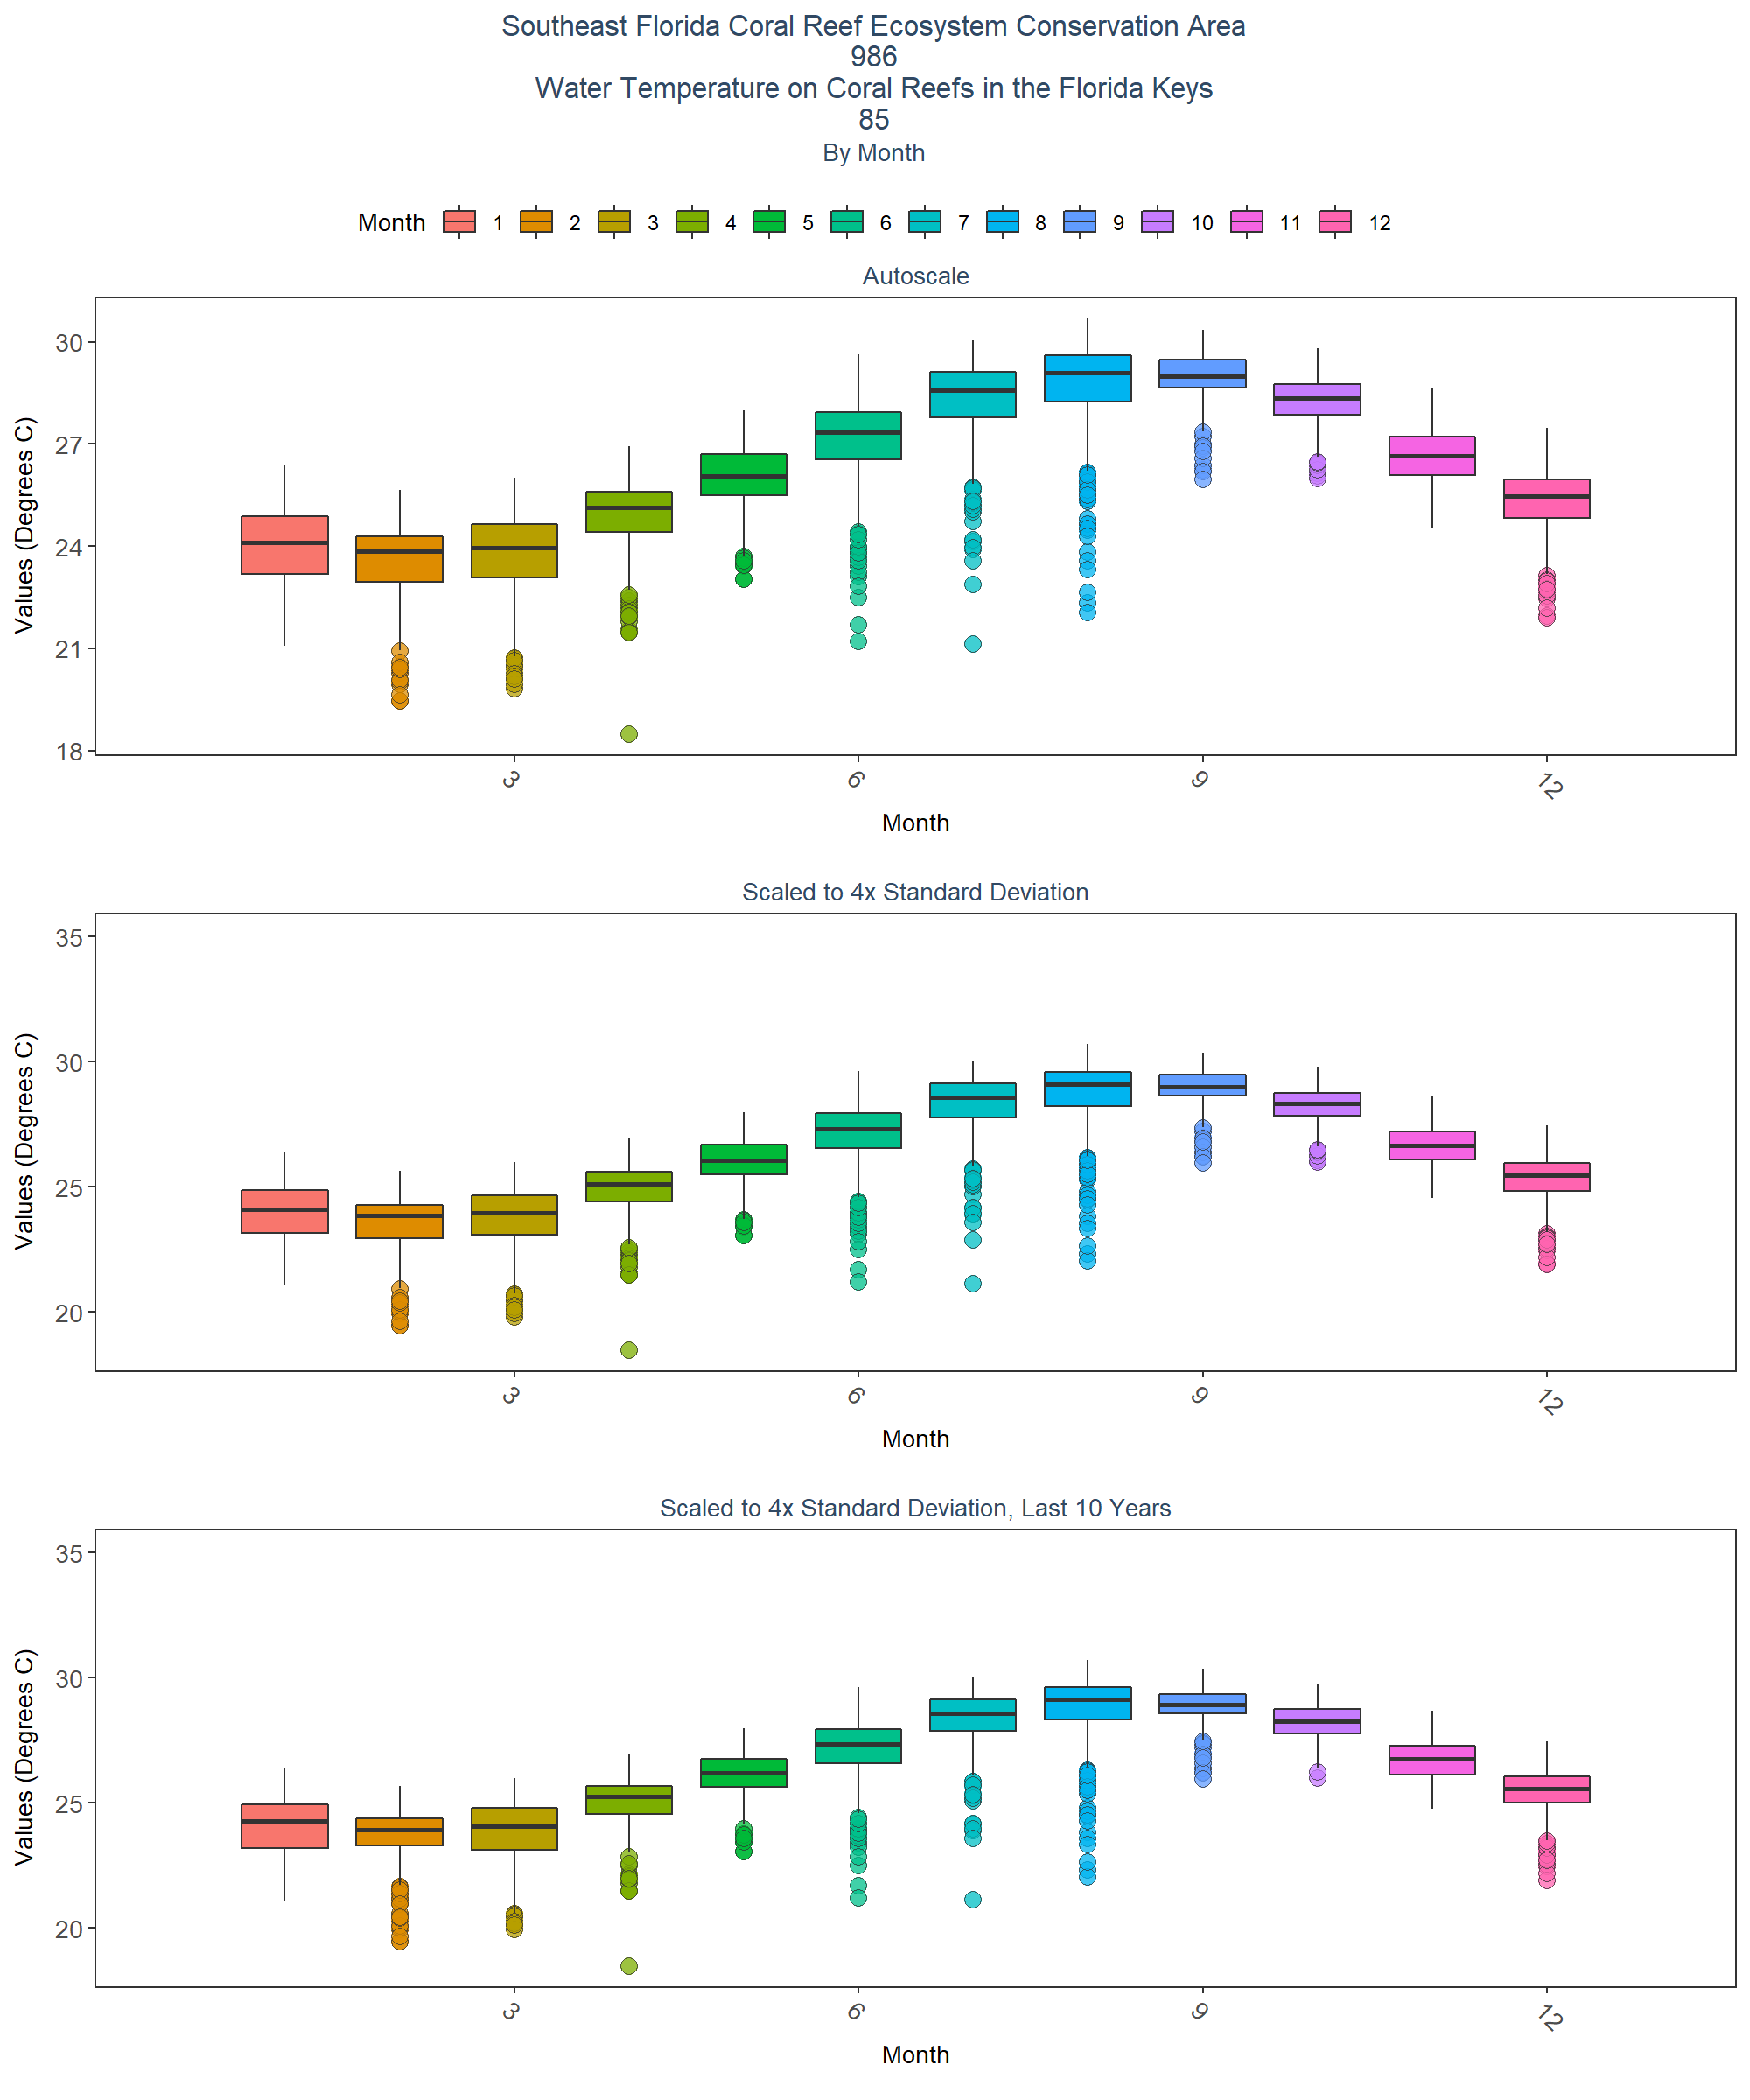 Southeast Florida Coral Reef Ecosystem Conservation Area
986
Water Temperature on Coral Reefs in the Florida Keys
85
By Month
Month 1 2 3 4 5 6 7 8 9 10 11 12
Autoscale
Values (Degrees C)
30
27
24
21
18
3 6 9 12
Month
Scaled to 4x Standard Deviation
Values (Degrees C)
35
30
25
20
3 6 9 12
Month
Scaled to 4x Standard Deviation, Last 10 Years
Values (Degrees C)
35
30
25
20
3 6 9 12
Month